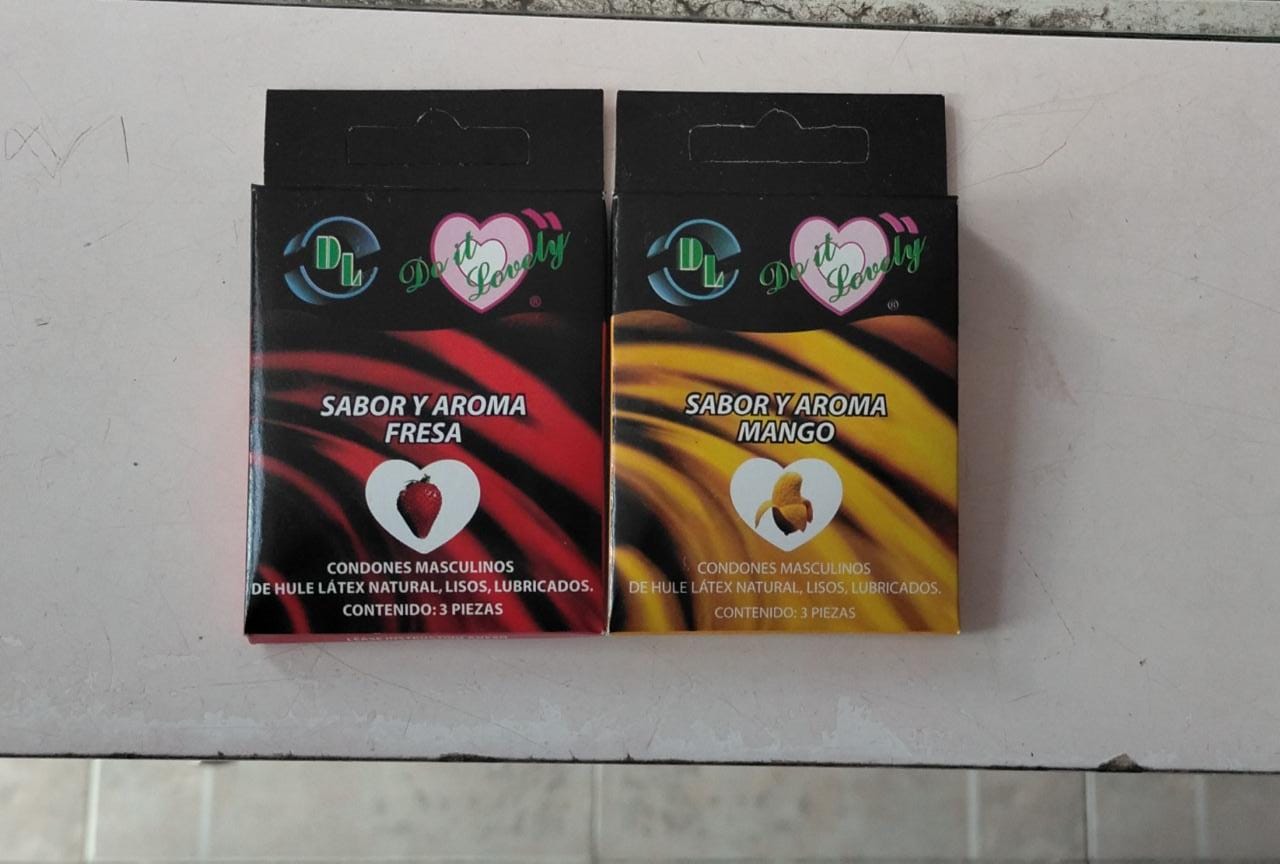 DL
Do it
Lovely
®
SABOR Y AROMA
FRESA
CONDONES MASCULINOS
DE HULE LÁTEX NATURAL, LISOS, LUBRICADOS.
CONTENIDO: 3 PIEZAS
DL
Do it
Lovely
®
SABOR Y AROMA
MANGO
CONDONES MASCULINOS
DE HULE LÁTEX NATURAL, LISOS, LUBRICADOS.
CONTENIDO: 3 PIEZAS